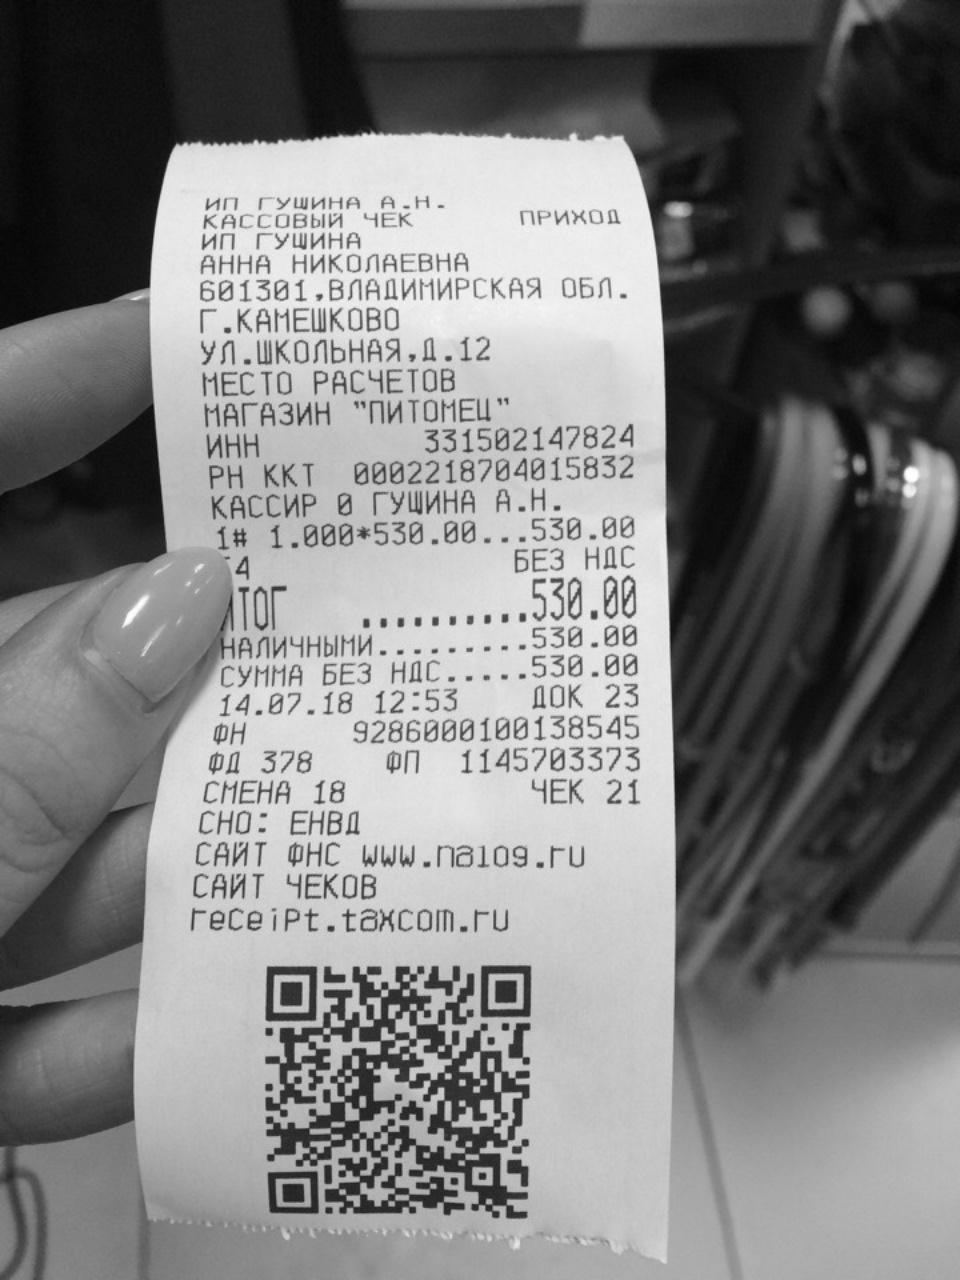 ИП ГУШИНА А.Н.
КАССОВЫЙ ЧЕК ПРИХОД
ИП ГУШИНА
АННА НИКОЛАЕВНА
601301,ВЛАДИМИРСКАЯ ОБЛ.
Г.КАМЕШКОВО
УЛ.ШКОЛЬНАЯ,Д.12
МЕСТО РАСЧЕТОВ
МАГАЗИН "ПИТОМЕЦ"
ИНН 331502147824
РН ККТ 0002218704015832
КАССИР 0 ГУШИНА А.Н.
1# 1.000*530.00...530.00
БЕЗ НДС
ИТОГ ..........530.00
НАЛИЧНЫМИ.........530.00
СУММА БЕЗ НДС.....530.00
14.07.18 12:53 ДОК 23
ФН 9286000100138545
ФД 378 ФП 1145703373
СМЕНА 18 ЧЕК 21
СНО: ЕНВД
САЙТ ФНС www.nalog.ru
САЙТ ЧЕКОВ
receipt.taxcom.ru